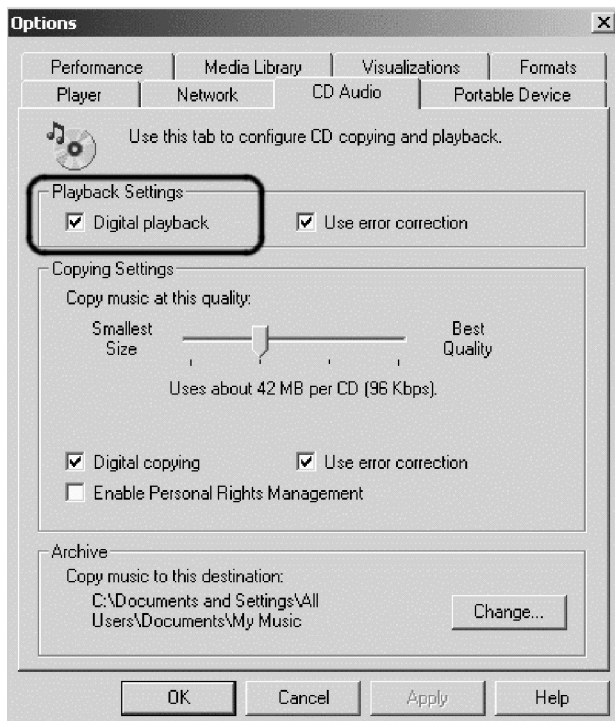 Options
Performance Media Library Visualizations Formats
Player Network CD Audio Portable Device
Use this tab to configure CD copying and playback.
Playback Settings
Digital playback Use error correction
Copying Settings
Copy music at this quality:
Smallest Size
Best Quality
Uses about 42 MB per CD (96 Kbps).
Digital copying Use error correction
Enable Personal Rights Management
Archive
Copy music to this destination:
C:\Documents and Settings\All
Users\Documents\My Music
Change...
OK Cancel Apply Help